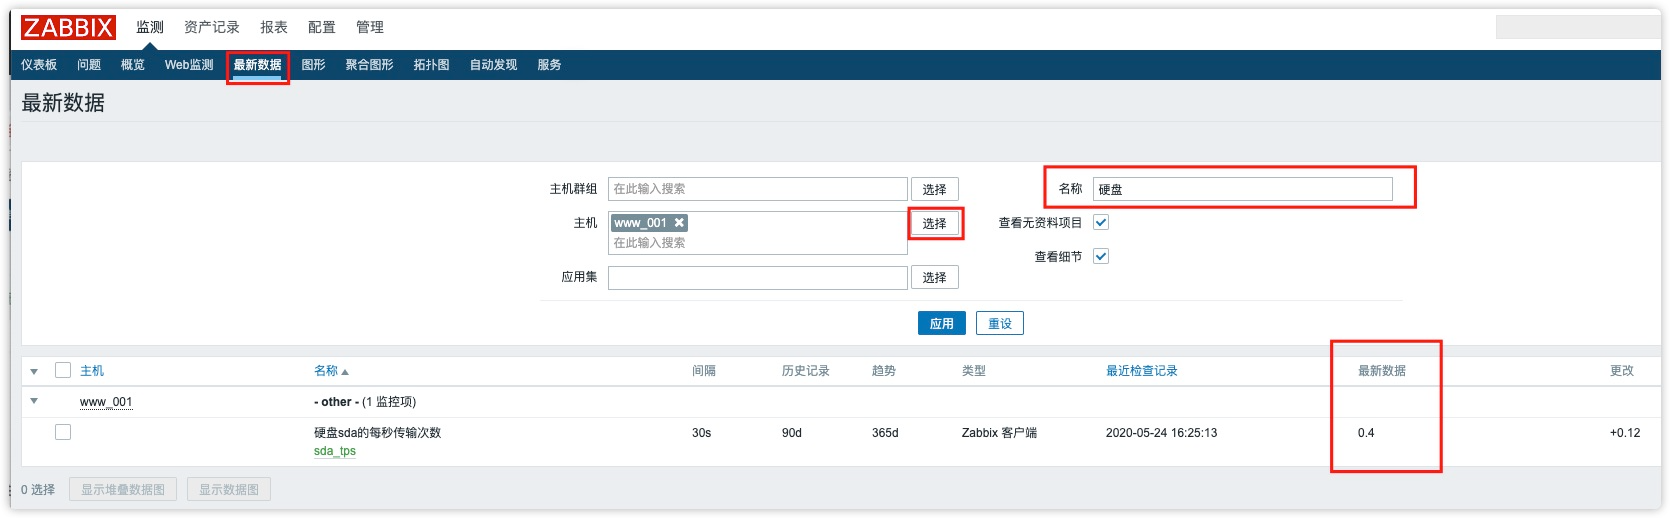 ZABBIX 监测 资产记录 报表 配置 管理
仪表板 问题 概览 Web监测 最新数据 图形 聚合图形 拓扑图 自动发现 服务
最新数据
主机群组 在此输入搜索 选择 名称 硬盘
主机 www_001 ✖ 选择 查看无资料项目
在此输入搜索
查看细节
应用集 选择
应用 重设
主机 名称 间隔 历史记录 趋势 类型 最近检查记录 最新数据 更改
www_001 - other - (1 监控项)
硬盘sda的每秒传输次数 30s 90d 365d Zabbix 客户端 2020-05-24 16:25:13 0.4 +0.12
sda_tps
0 选择 显示堆叠数据图 显示数据图